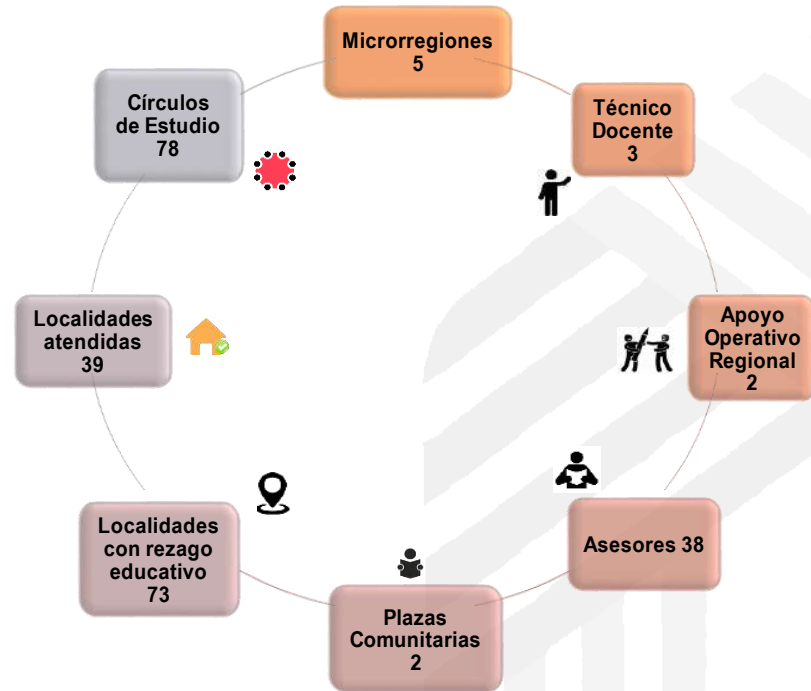 Microrregiones
5
Técnico
Docente
3
Apoyo
Operativo
Regional
2
Asesores 38
Plazas
Comunitarias
2
Localidades
con rezago
educativo
73
Localidades
atendidas
39
Círculos
de Estudio
78